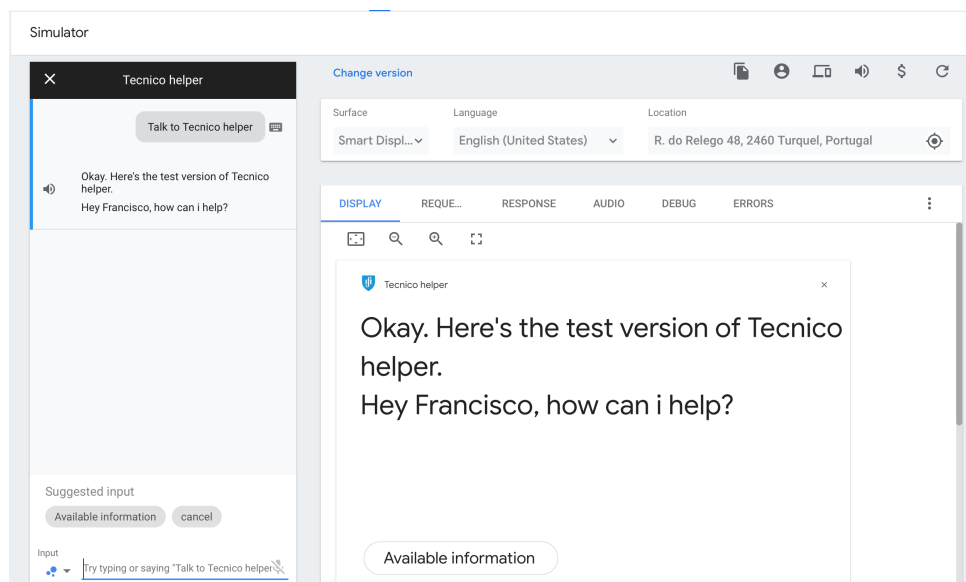 Simulator
Tecnico helper
Talk to Tecnico helper
Okay. Here's the test version of Tecnico
helper.
Hey Francisco, how can i help?
Suggested input
Available information
cancel
Input
Try typing or saying "Talk to Tecnico helper
Change version
$
Surface
Language
Location
Smart Displ...
English (United States)
R. do Relego 48, 2460 Turquel, Portugal
DISPLAY
REQUE...
RESPONSE
AUDIO
DEBUG
ERRORS
Tecnico helper
Okay. Here's the test version of Tecnico
helper.
Hey Francisco, how can i help?
Available information